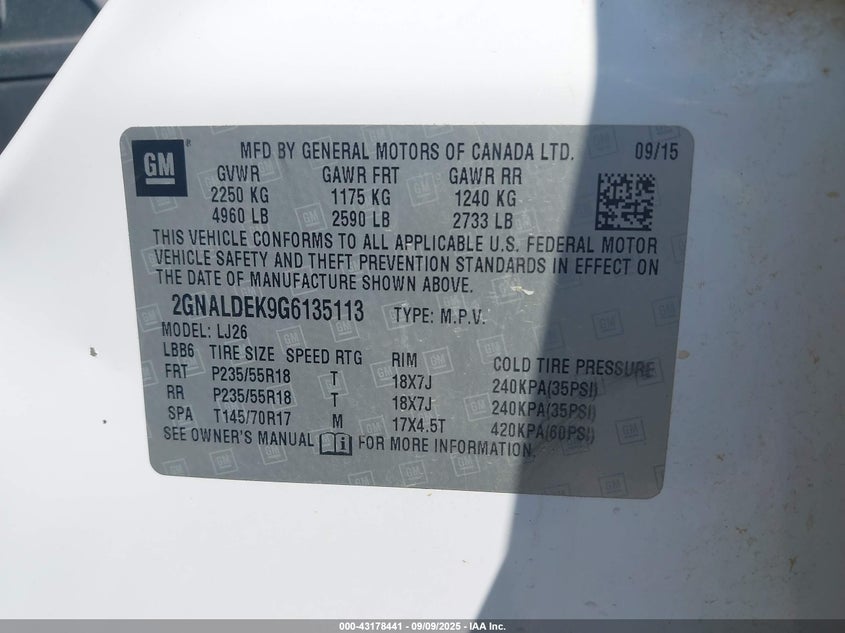 GM ® MFD BY GENERAL MOTORS OF CANADA LTD. 09/15
GVWR GAWR FRT GAWR RR
2250 KG 1175 KG 1240 KG
4960 LB 2590 LB 2733 LB
THIS VEHICLE CONFORMS TO ALL APPLICABLE U.S. FEDERAL MOTOR
VEHICLE SAFETY AND THEFT PREVENTION STANDARDS IN EFFECT ON
THE DATE OF MANUFACTURE SHOWN ABOVE.
2GNALDEK9G6135113 TYPE: M.P.V.
MODEL: LJ26
LBB6 TIRE SIZE SPEED RTG RIM COLD TIRE PRESSURE
FRT P235/55R18 T 18X7J 240KPA(35PSI)
RR P235/55R18 T 18X7J 240KPA(35PSI)
SPA T145/70R17 M 17X4.5T 420KPA(60PSI)
SEE OWNER'S MANUAL FOR MORE INFORMATION.
000-43178441 - 09/09/2025 - IAA Inc.